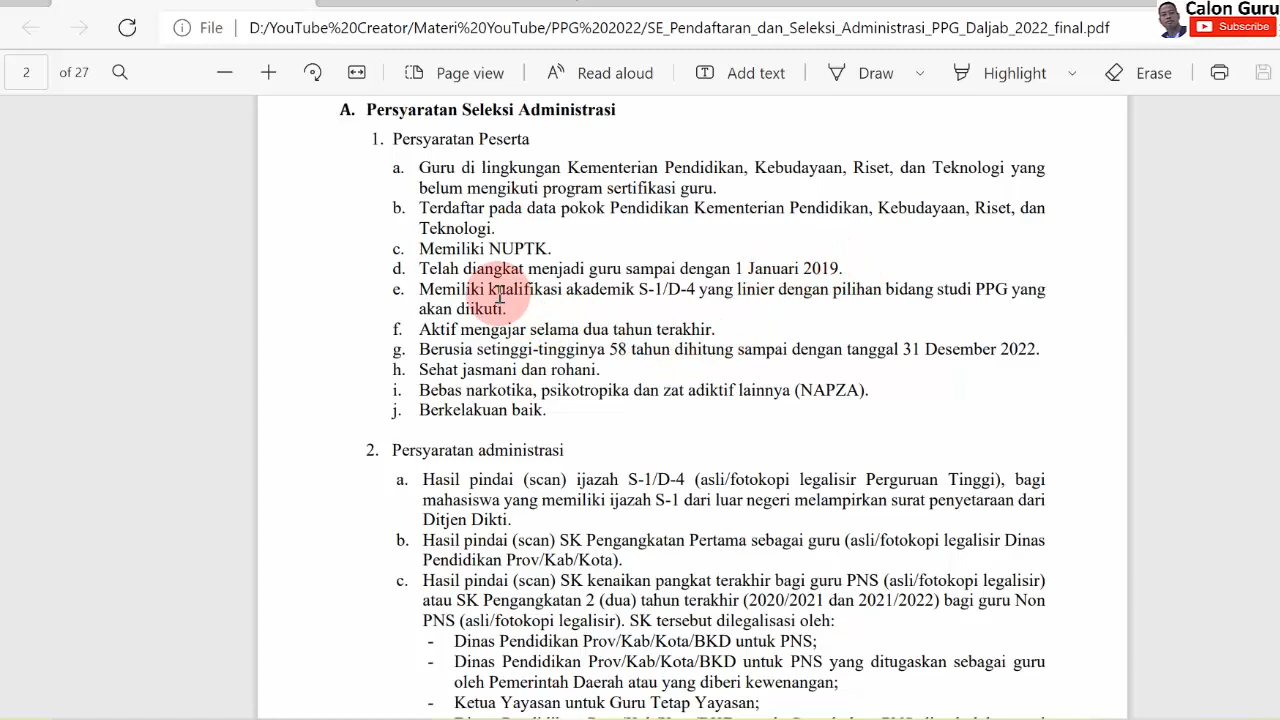 Calon Guru
Subscribe
File
D:/YouTube%20Creator/Materi%20YouTube/PPG%202022/SE_Pendaftaran_dan_Seleksi_Administrasi_PPG_Daljab_2022_final.pdf
2 of 27 Page view Read aloud Add text Draw Highlight Erase
A. Persyaratan Seleksi Administrasi
1. Persyaratan Peserta
a. Guru di lingkungan Kementerian Pendidikan, Kebudayaan, Riset, dan Teknologi yang
belum mengikuti program sertifikasi guru.
b. Terdaftar pada data pokok Pendidikan Kementerian Pendidikan, Kebudayaan, Riset, dan
Teknologi.
c. Memiliki NUPTK.
d. Telah diangkat menjadi guru sampai dengan 1 Januari 2019.
e. Memiliki kualifikasi akademik S-1/D-4 yang linier dengan pilihan bidang studi PPG yang
akan diikuti.
f. Aktif mengajar selama dua tahun terakhir.
g. Berusia setinggi-tingginya 58 tahun dihitung sampai dengan tanggal 31 Desember 2022.
h. Sehat jasmani dan rohani.
i. Bebas narkotika, psikotropika dan zat adiktif lainnya (NAPZA).
j. Berkelakuan baik.
2. Persyaratan administrasi
a. Hasil pindai (scan) ijazah S-1/D-4 (asli/fotokopi legalisir Perguruan Tinggi), bagi
mahasiswa yang memiliki ijazah S-1 dari luar negeri melampirkan surat penyetaraan dari
Ditjen Dikti.
b. Hasil pindai (scan) SK Pengangkatan Pertama sebagai guru (asli/fotokopi legalisir Dinas
Pendidikan Prov/Kab/Kota).
c. Hasil pindai (scan) SK kenaikan pangkat terakhir bagi guru PNS (asli/fotokopi legalisir)
atau SK Pengangkatan 2 (dua) tahun terakhir (2020/2021 dan 2021/2022) bagi guru Non
PNS (asli/fotokopi legalisir). SK tersebut dilegalisasi oleh:
- Dinas Pendidikan Prov/Kab/Kota/BKD untuk PNS;
- Dinas Pendidikan Prov/Kab/Kota/BKD untuk PNS yang ditugaskan sebagai guru
oleh Pemerintah Daerah atau yang diberi kewenangan;
- Ketua Yayasan untuk Guru Tetap Yayasan;